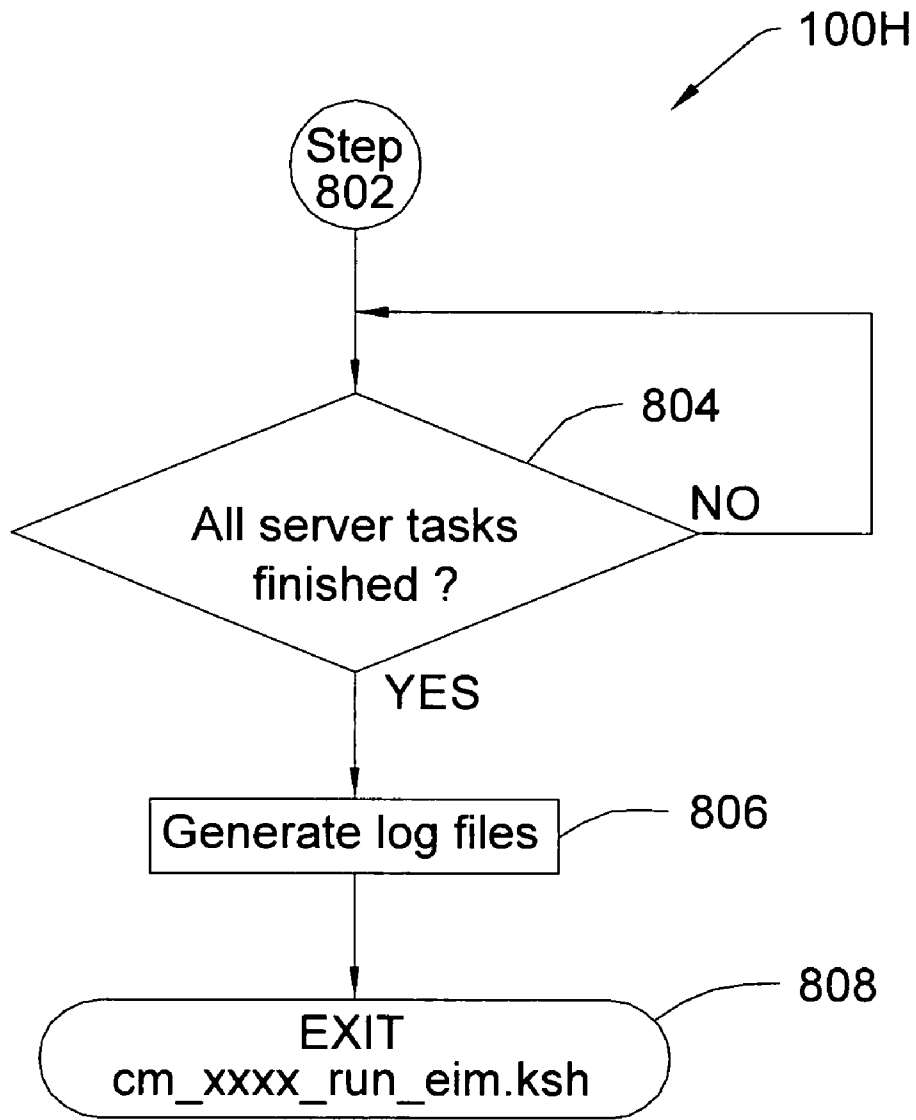 100H
Step
802
804
All server tasks
finished ?
NO
YES
Generate log files
806
808
EXIT
cm_xxxx_run_eim.ksh